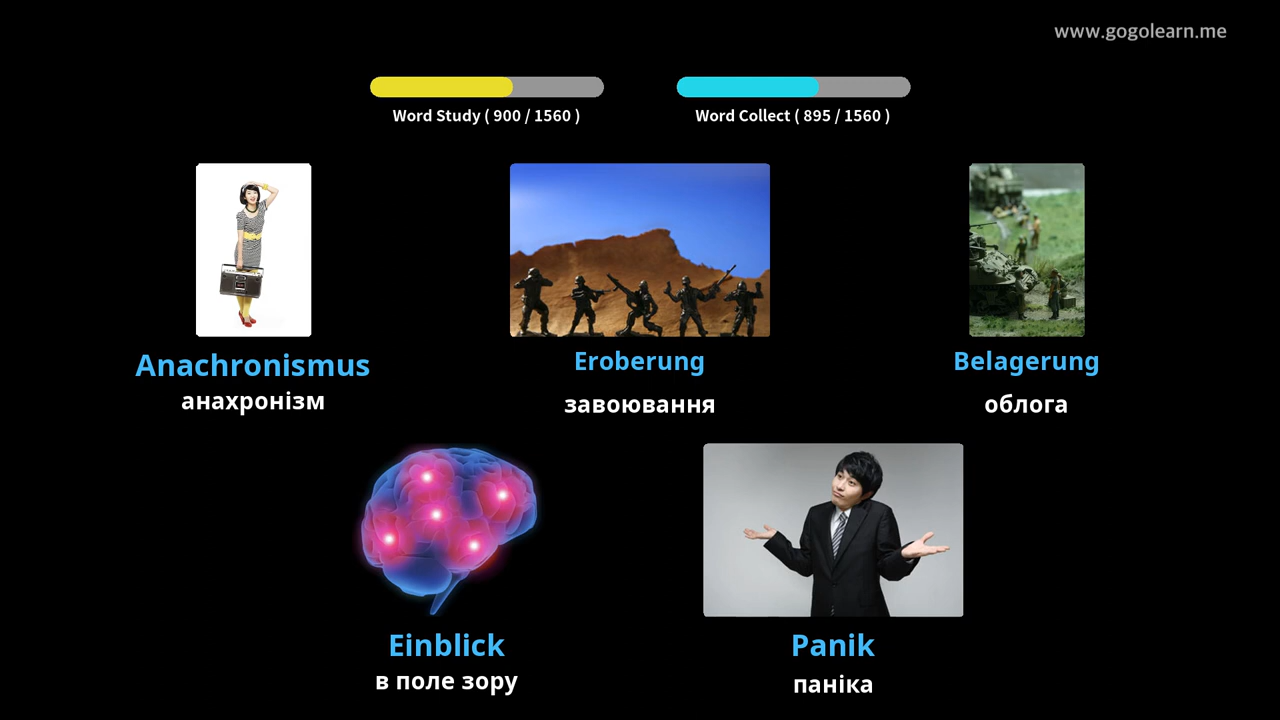 www.gogolearn.me
Word Study ( 900 / 1560 )
Word Collect ( 895 / 1560 )
Anachronismus
анахронізм
Eroberung
завоювання
Belagerung
облога
Einblick
в поле зору
Panik
паніка